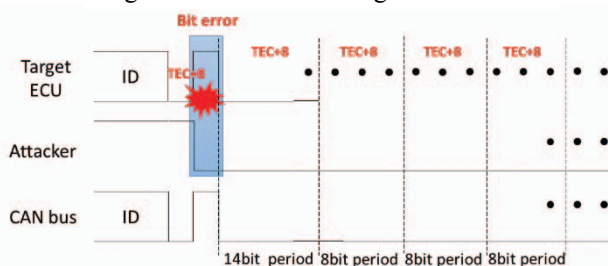 Bit error
TEC+8 TEC+8 TEC+8 TEC+8
Target ECU ID TEC+8
Attacker
CAN bus ID
14bit period 8bit period 8bit period 8bit period